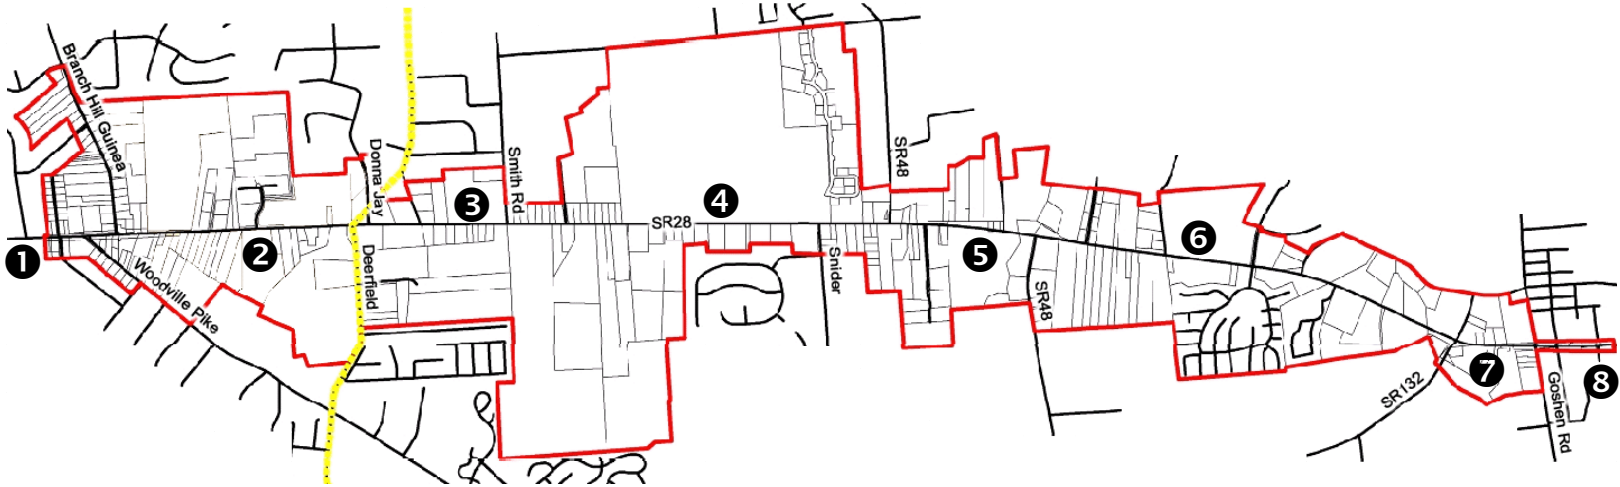 Branch Hill Guinea
Donna Jay
Smith Rd
SR48
SR28
Woodville Pike
Deerfield
Snider
SR48
SR132
Goshen Rd
1
2
3
4
5
6
7
8